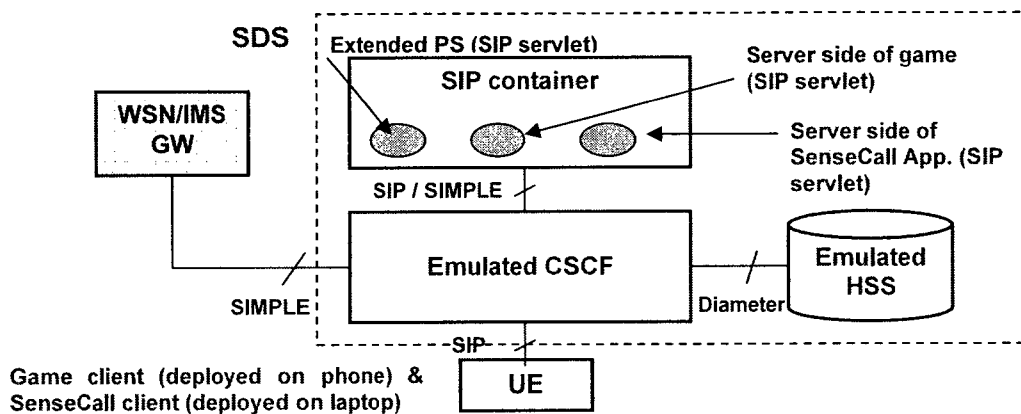 SDS
Extended PS (SIP servlet)
SIP container
Server side of game
(SIP servlet)
WSN/IMS
GW
Server side of
SenseCall App. (SIP
servlet)
SIP / SIMPLE
Emulated CSCF
Emulated
HSS
SIMPLE
Diameter
SIP
Game client (deployed on phone) &
SenseCall client (deployed on laptop)
UE